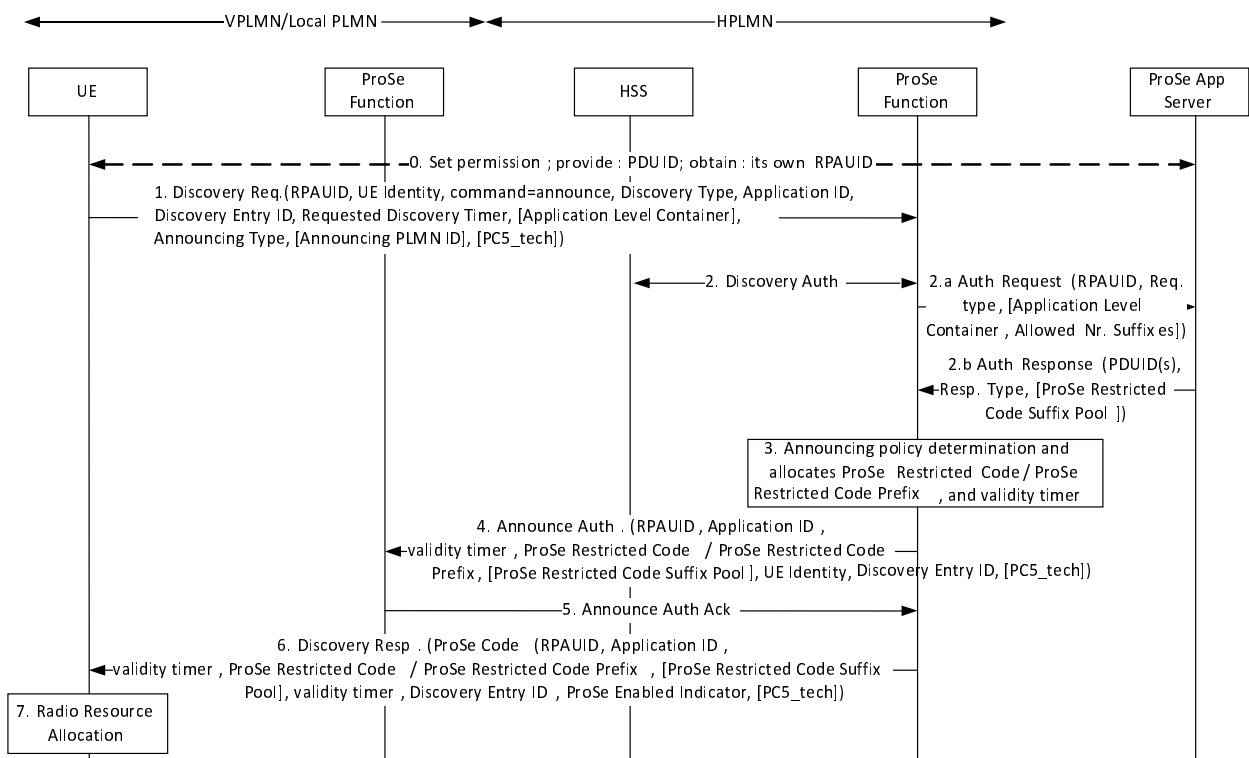 VPLMN/Local PLMN
HPLMN
UE
ProSe
Function
HSS
ProSe
Function
ProSe App
Server
0. Set permission ; provide : PDUID; obtain : its own RPAUID
1. Discovery Req.(RPAUID, UE Identity, command=announce, Discovery Type, Application ID,
Discovery Entry ID, Requested Discovery Timer, [Application Level Container],
Announcing Type, [Announcing PLMN ID], [PC5_tech])
2. Discovery Auth
2.a Auth Request (RPAUID, Req.
type, [Application Level
Container, Allowed Nr. Suffixes])
2.b Auth Response (PDUID(s),
Resp. Type, [ProSe Restricted
Code Suffix Pool ])
3. Announcing policy determination and
allocates ProSe Restricted Code/ ProSe
Restricted Code Prefix , and validity timer
4. Announce Auth . (RPAUID, Application ID ,
validity timer , ProSe Restricted Code / ProSe Restricted Code
Prefix, [ProSe Restricted Code Suffix Pool ], UE Identity, Discovery Entry ID, [PC5_tech])
5. Announce Auth Ack
6. Discovery Resp . (ProSe Code (RPAUID, Application ID ,
validity timer , ProSe Restricted Code / ProSe Restricted Code Prefix , [ProSe Restricted Code Suffix
Pool], validity timer , Discovery Entry ID , ProSe Enabled Indicator, [PC5_tech])
7. Radio Resource
Allocation